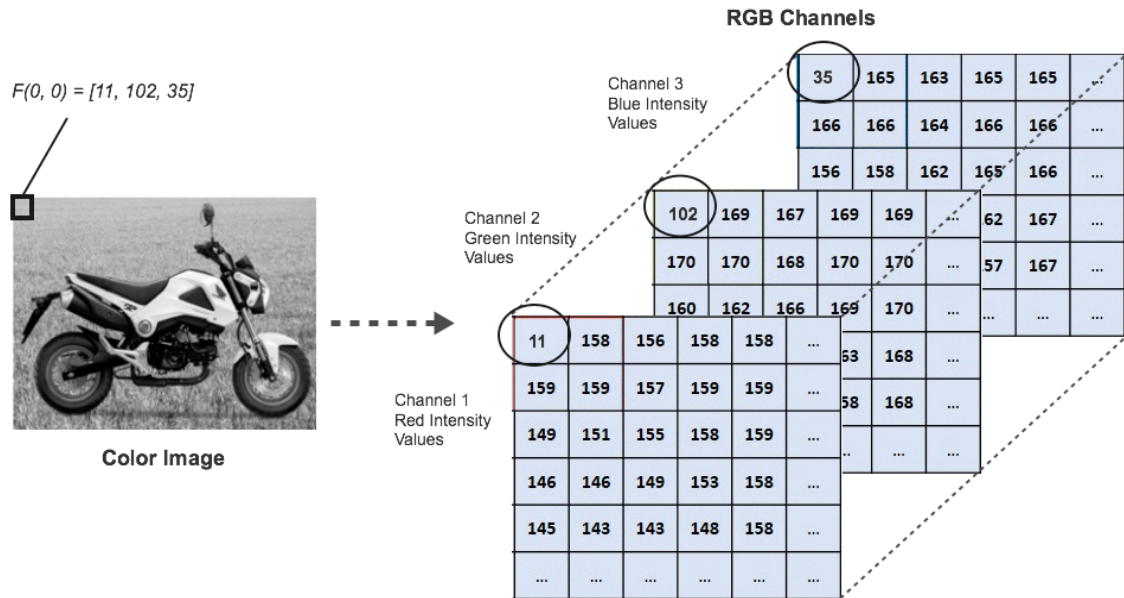 RGB Channels
F(0, 0) = [11, 102, 35]
Channel 3
Blue Intensity
Values
35 165 163 165 165 ...
166 166 164 166 166 ...
156 158 162 165 166 ...
62 167 ...
57 167 ...
... ... ...
Channel 2
Green Intensity
Values
102 169 167 169 169 ...
170 170 168 170 170 ...
160 162 166 169 170 ...
63 168 ...
58 168 ...
.. ... ...
Channel 1
Red Intensity
Values
11 158 156 158 158 ...
159 159 157 159 159 ...
149 151 155 158 159 ...
146 146 149 153 158 ...
145 143 143 148 158 ...
... ... ... ... ... ...
Color Image